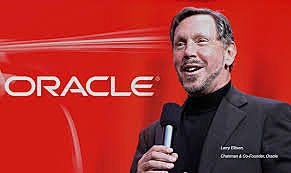 ORACLE®
Larry Ellison,
Chairman & Co-Founder, Oracle